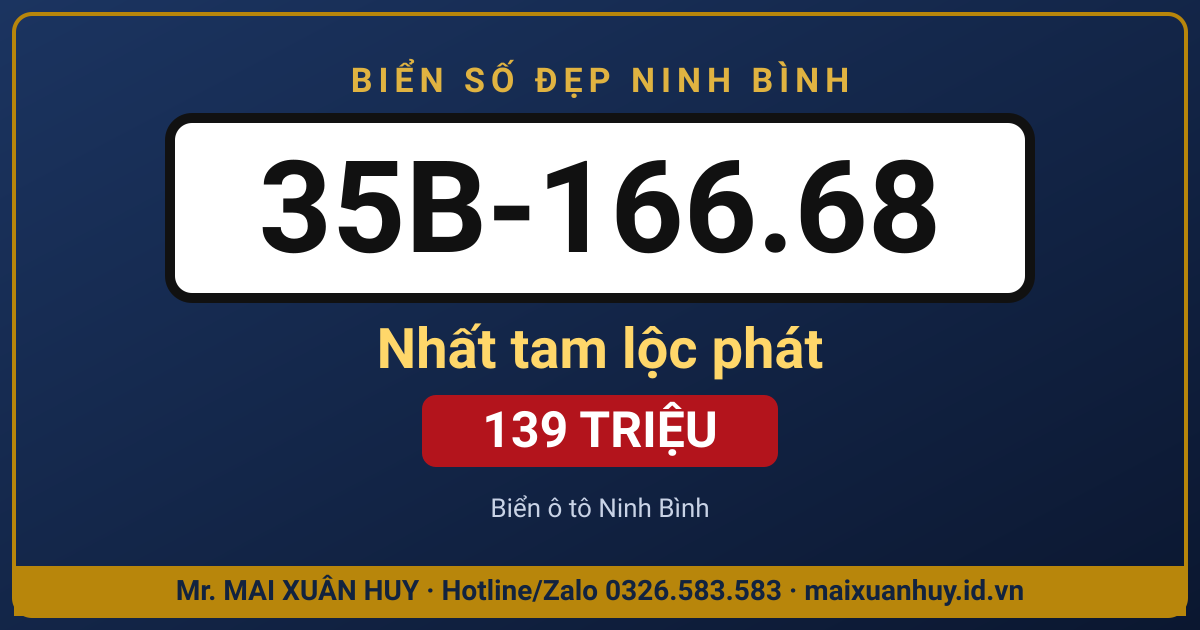 BIỂN SỐ ĐẸP NINH BÌNH
35B-166.68
Nhất tam lộc phát
139 TRIỆU
Biển ô tô Ninh Bình
Mr. MAI XUÂN HUY · Hotline/Zalo 0326.583.583 · maixuanhuy.id.vn